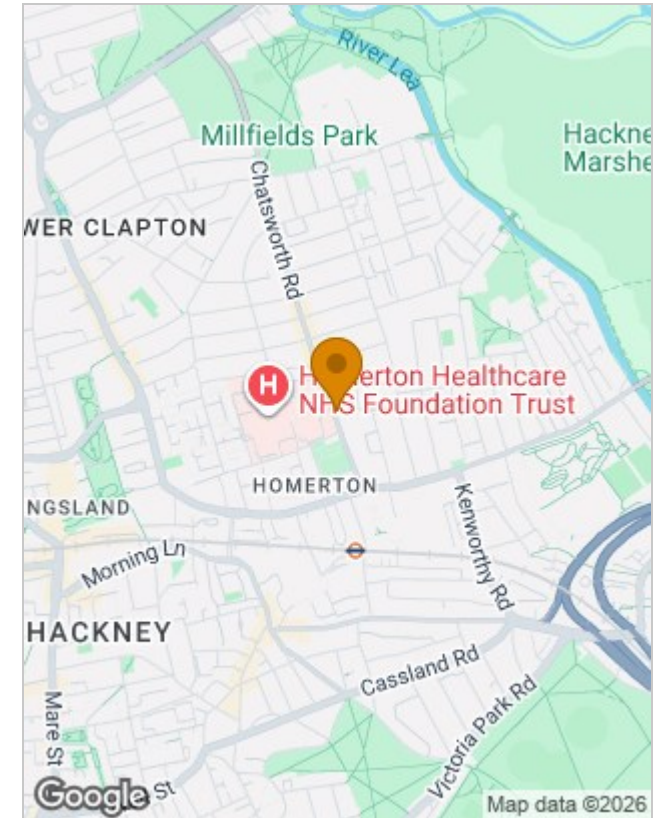 River Lea
Millfields Park
Hackne
Marshe
Chatsworth Rd
WER CLAPTON
H
Homerton Healthcare
NHS Foundation Trust
HOMERTON
NGSLAND
Kenworthy Rd
Morning Ln
HACKNEY
Cassland Rd
Mare St
Victoria Park Rd
St
Google
Map data ©2026